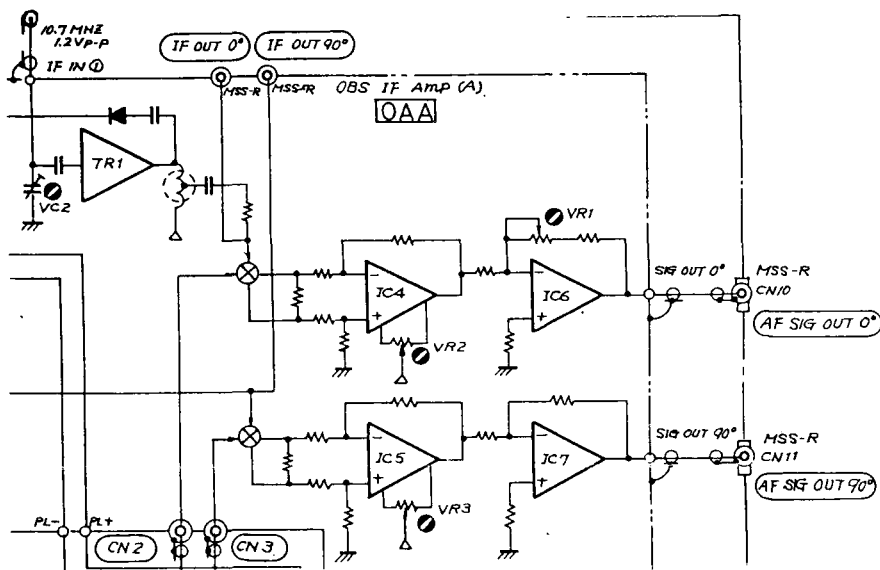 10.7 MHZ
1.2Vp-p
IF IN ①
IF OUT 0°
IF OUT 90°
MSS-R
MSS-R
OBS IF Amp (A)
OAA
TR1
VC2
VR1
IC4
IC6
VR2
SIG OUT 0°
MSS-R
CN10
AF SIG OUT 0°
IC5
IC7
VR3
SIG OUT 90°
MSS-R
CN11
AF SIG OUT 90°
PL-
PL+
CN2
CN3